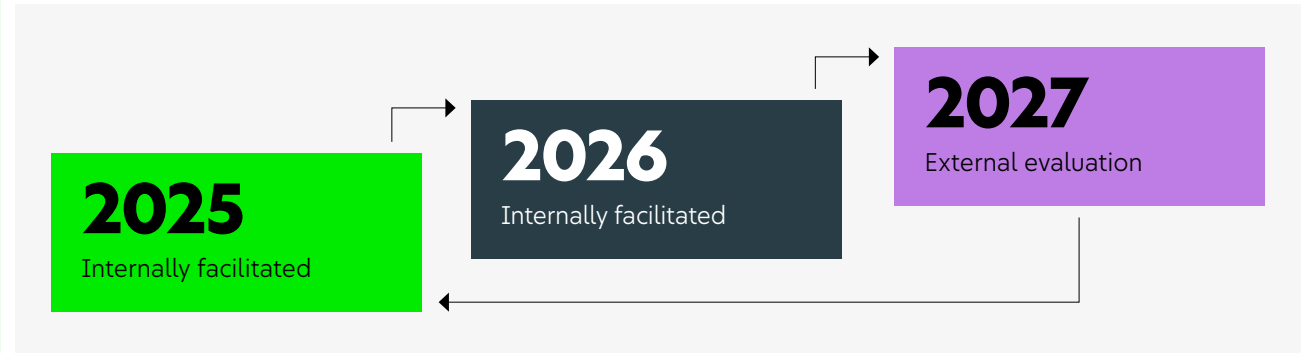 2025
Internally facilitated
2026
Internally facilitated
2027
External evaluation